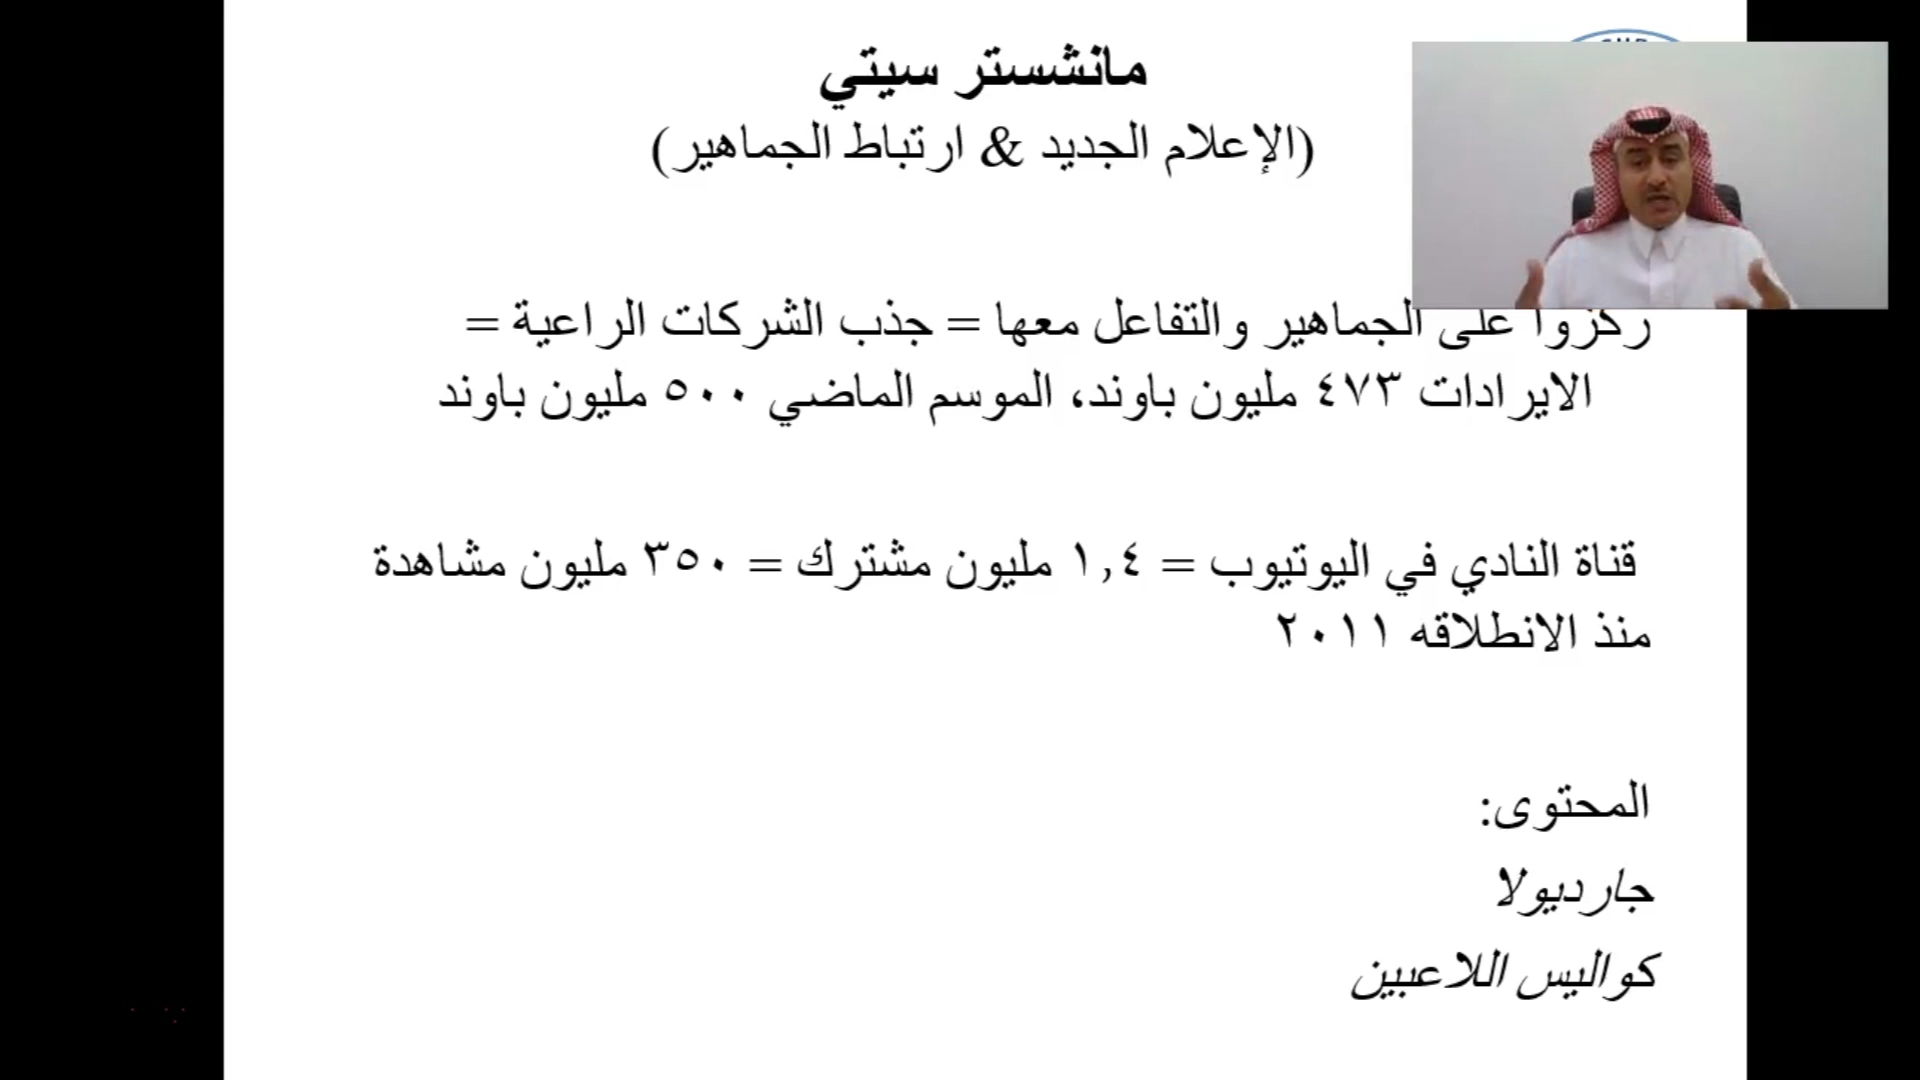 مانشستر سيتي
(الإعلام الجديد & ارتباط الجماهير)
ركزوا على الجماهير والتفاعل معها = جذب الشركات الراعية =
الايرادات ٤٧٣ مليون باوند، الموسم الماضي ٥٠٠ مليون باوند
قناة النادي في اليوتيوب = ١,٤ مليون مشترك = ٣٥٠ مليون مشاهدة
منذ الانطلاقه ٢٠١١
المحتوى:
جارديولا
كواليس اللاعبين